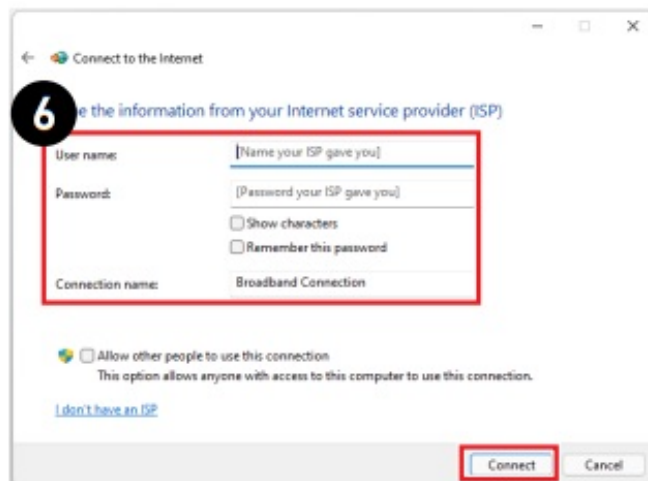 Connect to the Internet
6
e the information from your Internet service provider (ISP)
User name: [Name your ISP gave you]
Password: [Password your ISP gave you]
Show characters
Remember this password
Connection name: Broadband Connection
Allow other people to use this connection
This option allows anyone with access to this computer to use this connection.
I don't have an ISP
Connect Cancel